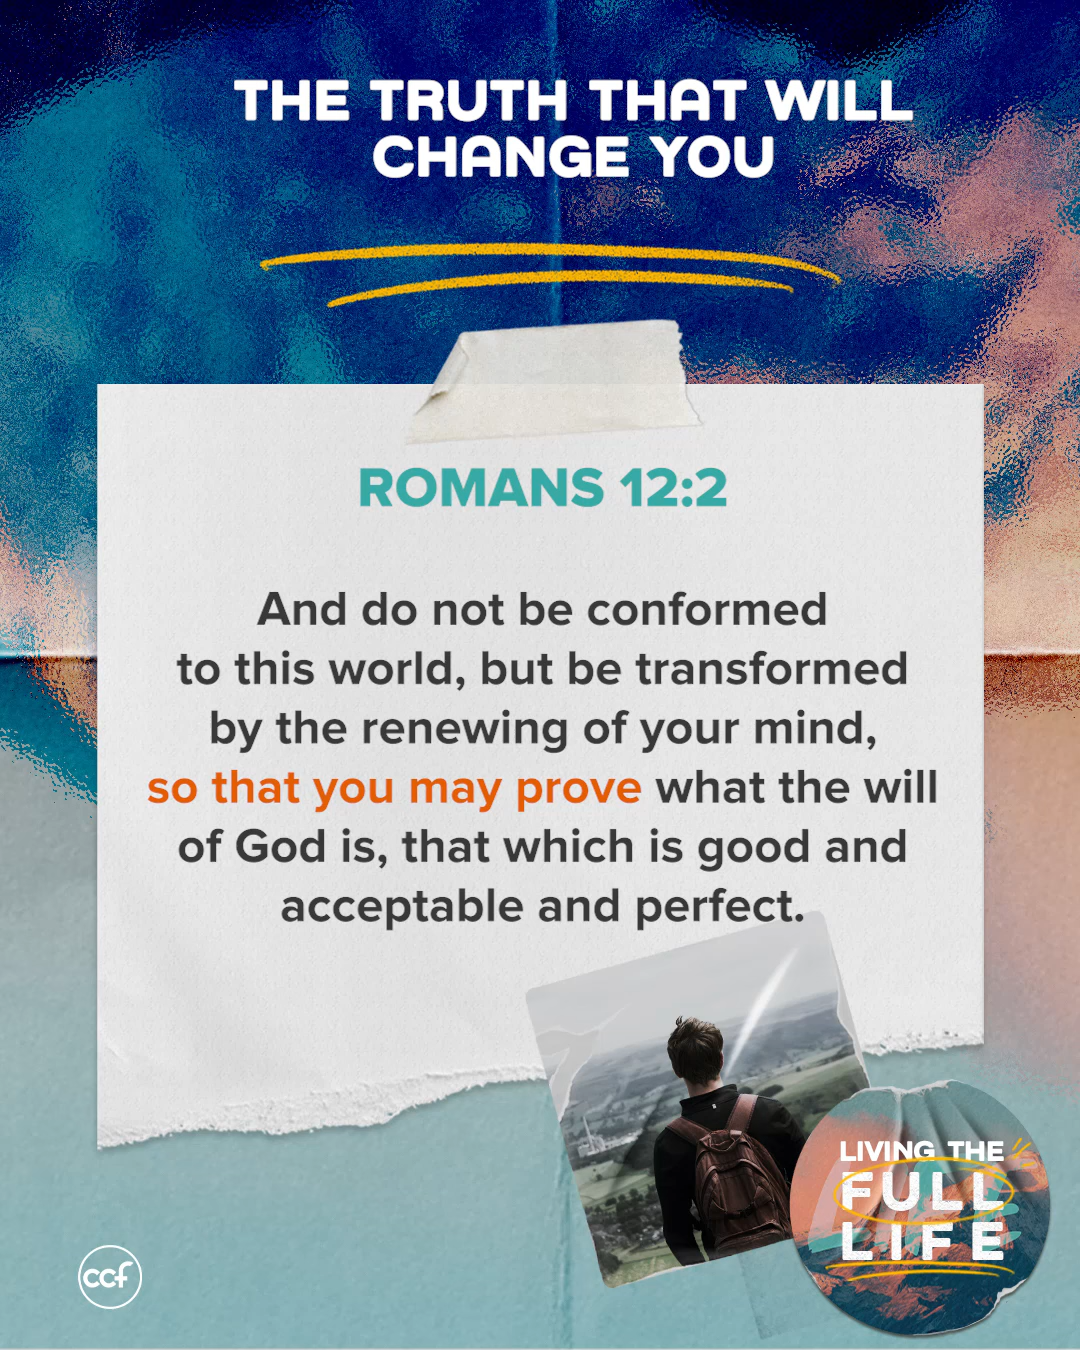 THE TRUTH THAT WILL
CHANGE YOU
ROMANS 12:2
And do not be conformed
to this world, but be transformed
by the renewing of your mind,
so that you may prove what the will
of God is, that which is good and
acceptable and perfect.
LIVING THE
FULL
LIFE
ccf